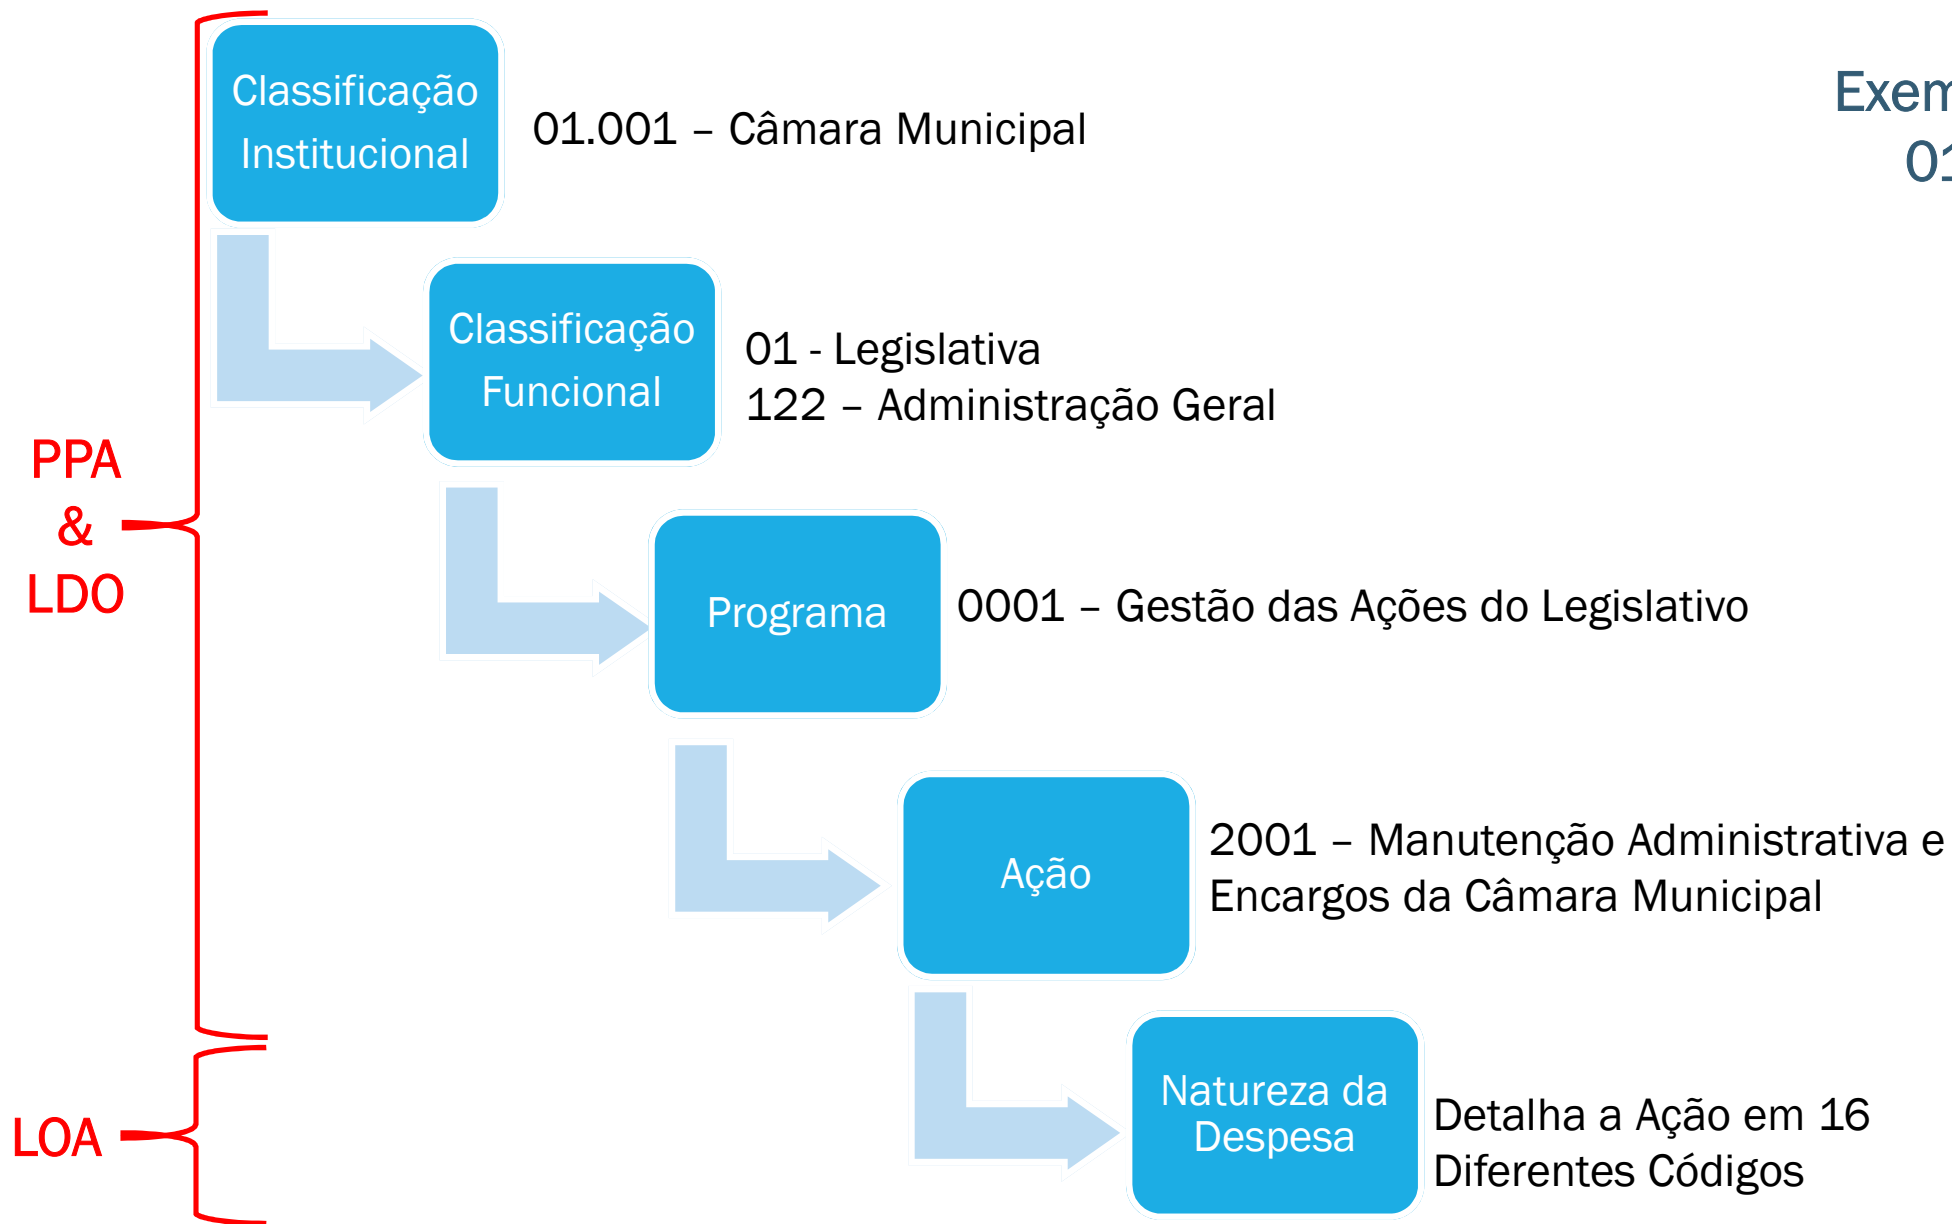 Classificação
Institucional
01.001 – Câmara Municipal
01
Classificação
Funcional
01 - Legislativa
122 – Administração Geral
PPA
&
LDO
Programa
0001 – Gestão das Ações do Legislativo
Ação
2001 – Manutenção Administrativa e
Encargos da Câmara Municipal
LOA
Natureza da
Despesa
Detalha a Ação em 16
Diferentes Códigos